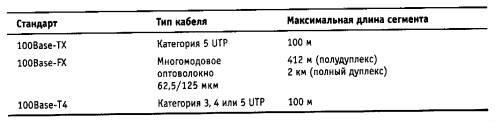 Стандарт Тип кабеля Максимальная длина сегмента
100Base-TX Категория 5 UTP 100 м
100Base-FX Многомодовое 412 м (полудуплекс)
оптоволокно 2 км (полный дуплекс)
62,5/125 мкм
100Base-T4 Категория 3, 4 или 5 UTP 100 м